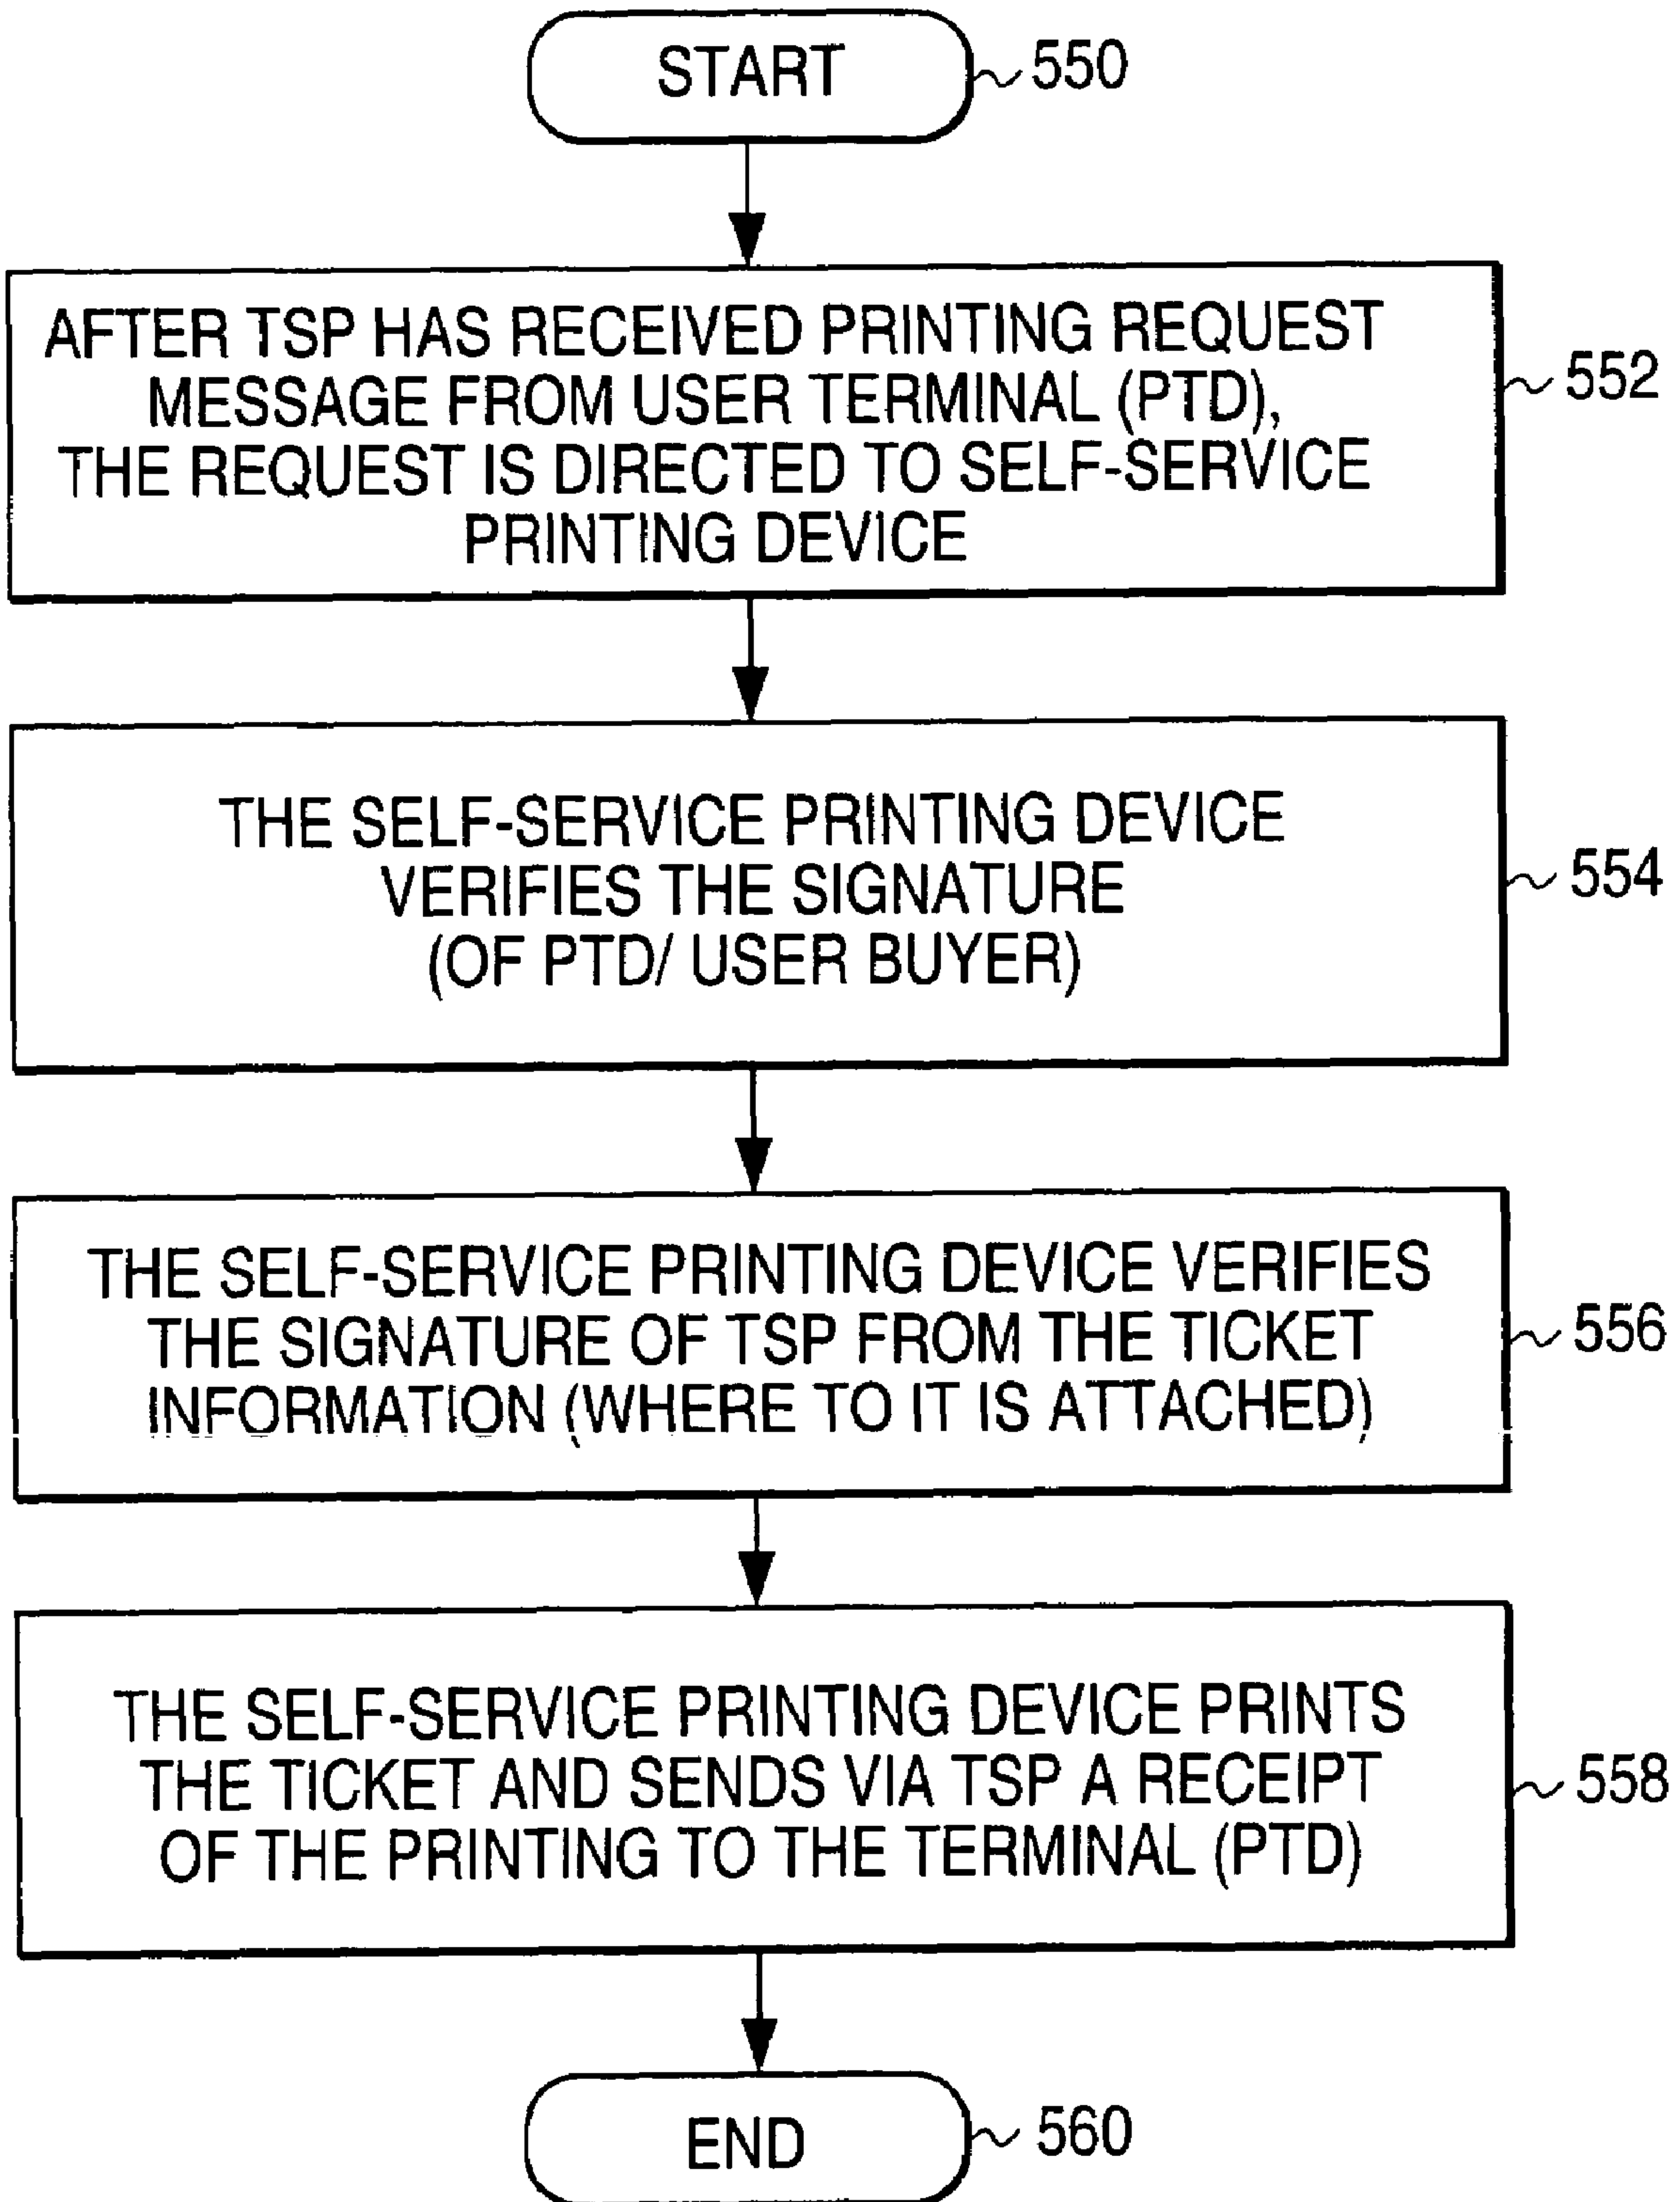 START
550
AFTER TSP HAS RECEIVED PRINTING REQUEST
MESSAGE FROM USER TERMINAL (PTD),
THE REQUEST IS DIRECTED TO SELF-SERVICE
PRINTING DEVICE
552
THE SELF-SERVICE PRINTING DEVICE
VERIFIES THE SIGNATURE
(OF PTD/ USER BUYER)
554
THE SELF-SERVICE PRINTING DEVICE VERIFIES
THE SIGNATURE OF TSP FROM THE TICKET
INFORMATION (WHERE TO IT IS ATTACHED)
556
THE SELF-SERVICE PRINTING DEVICE PRINTS
THE TICKET AND SENDS VIA TSP A RECEIPT
OF THE PRINTING TO THE TERMINAL (PTD)
558
END
560